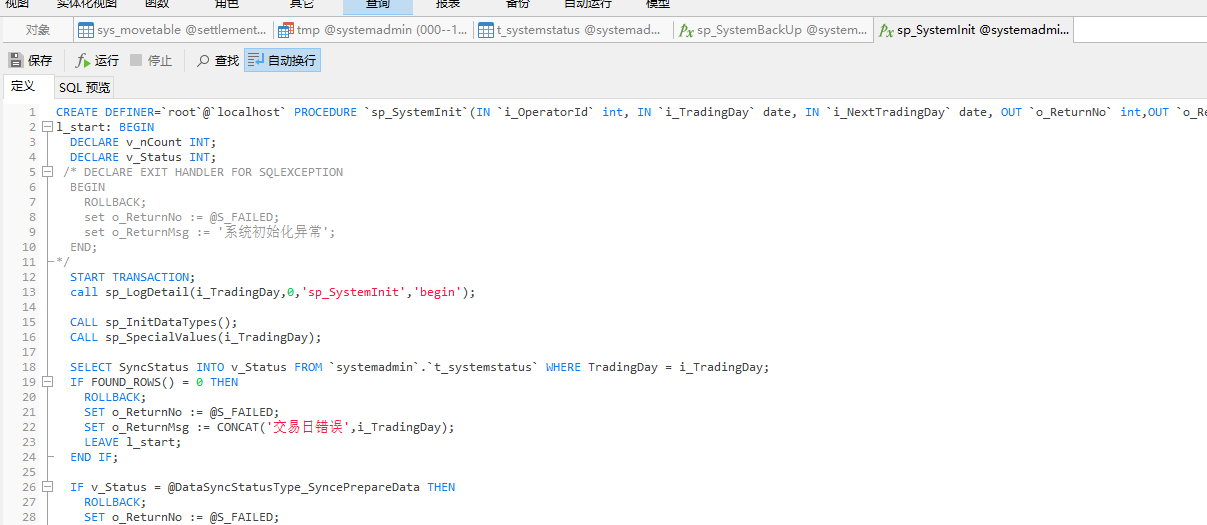 视图 实体化视图 函数 角色 其它 查询 报表 备份 自动运行 模型
对象 sys_movetable @settlement... tmp @systemadmin (000--1... t_systemstatus @systemad... sp_SystemBackUp @system... sp_SystemInit @systemadmi...
保存 运行 停止 查找 自动换行
定义 SQL 预览
1 CREATE DEFINER=`root`@`localhost` PROCEDURE `sp_SystemInit`(IN `i_OperatorId` int, IN `i_TradingDay` date, IN `i_NextTradingDay` date, OUT `o_ReturnNo` int,OUT `o_Re
2 l_start: BEGIN
3 DECLARE v_nCount INT;
4 DECLARE v_Status INT;
5 /* DECLARE EXIT HANDLER FOR SQLEXCEPTION
6 BEGIN
7 ROLLBACK;
8 set o_ReturnNo := @S_FAILED;
9 set o_ReturnMsg := '系统初始化异常';
10 END;
11 */
12 START TRANSACTION;
13 call sp_LogDetail(i_TradingDay,0,'sp_SystemInit','begin');
14
15 CALL sp_InitDataTypes();
16 CALL sp_SpecialValues(i_TradingDay);
17
18 SELECT SyncStatus INTO v_Status FROM `systemadmin`.`t_systemstatus` WHERE TradingDay = i_TradingDay;
19 IF FOUND_ROWS() = 0 THEN
20 ROLLBACK;
21 SET o_ReturnNo := @S_FAILED;
22 SET o_ReturnMsg := CONCAT('交易日错误',i_TradingDay);
23 LEAVE l_start;
24 END IF;
25
26 IF v_Status = @DataSyncStatusType_SyncePrepareData THEN
27 ROLLBACK;
28 SET o_ReturnNo := @S_FAILED;